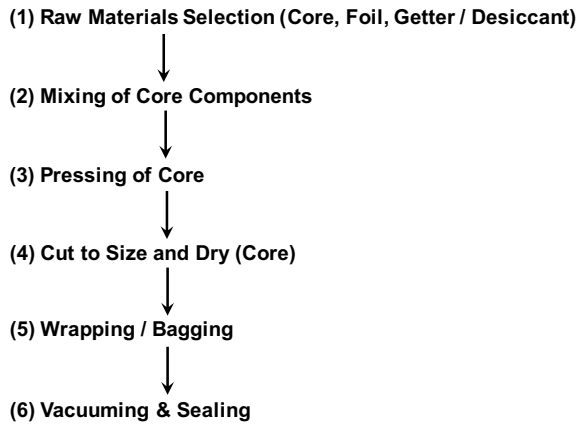 (1) Raw Materials Selection (Core, Foil, Getter / Desiccant)
(2) Mixing of Core Components
(3) Pressing of Core
(4) Cut to Size and Dry (Core)
(5) Wrapping / Bagging
(6) Vacuuming & Sealing